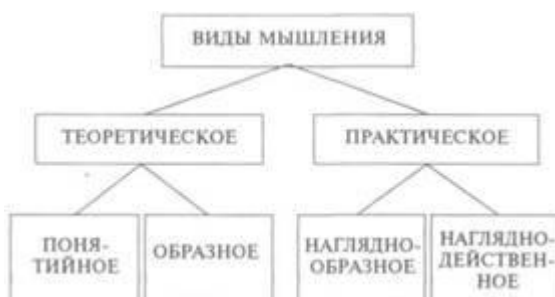 ВИДЫ МЫШЛЕНИЯ
ТЕОРЕТИЧЕСКОЕ
ПРАКТИЧЕСКОЕ
ПОНЯ-
ТИЙНОЕ
ОБРАЗНОЕ
НАГЛЯДНО-
ОБРАЗНОЕ
НАГЛЯДНО-
ДЕЙСТВЕН-
НОЕ